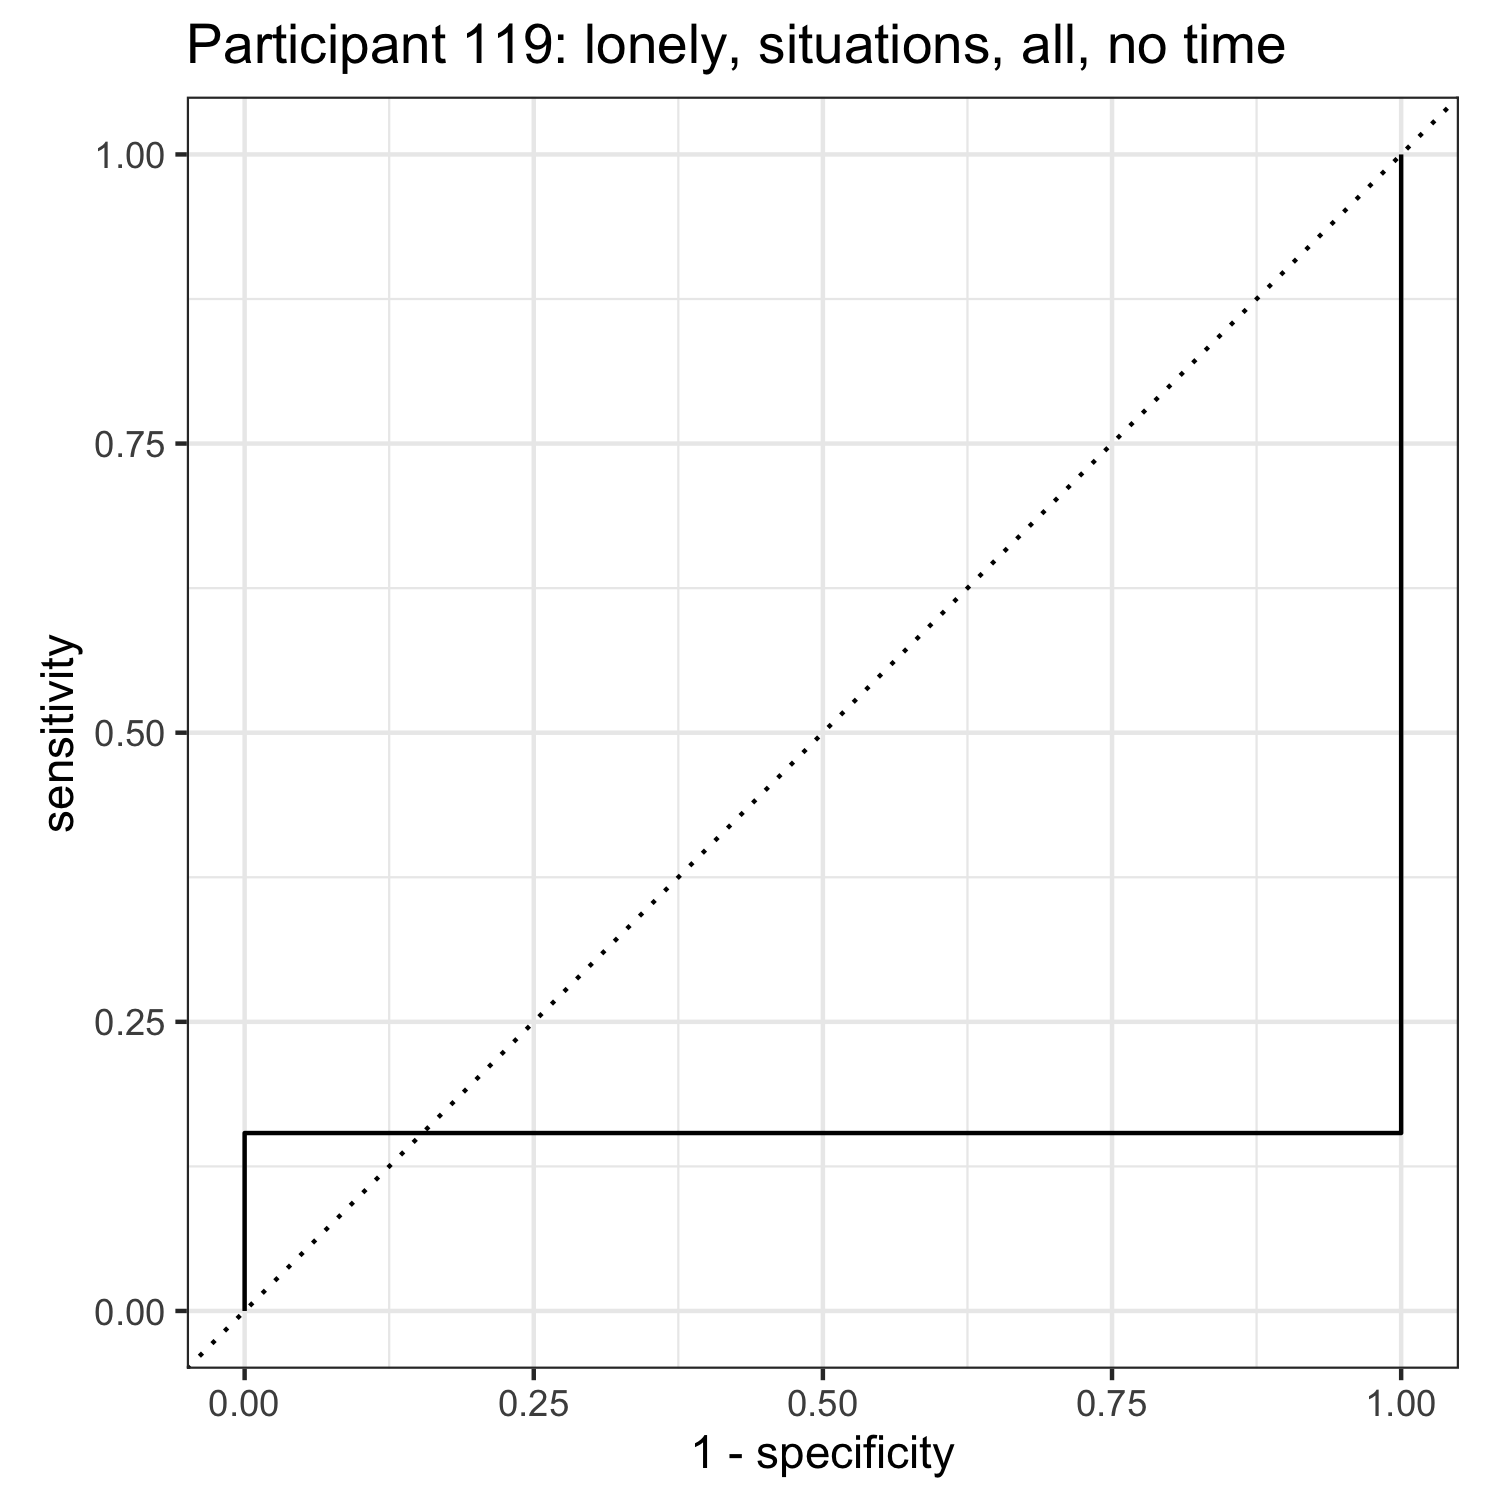 Participant 119: lonely, situations, all, no time
1.00
0.75
0.50
0.25
0.00
sensitivity
0.00 0.25 0.50 0.75 1.00
1 - specificity